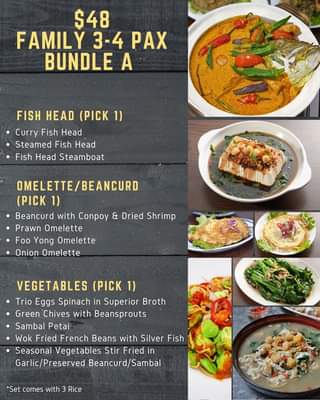 $48
FAMILY 3-4 PAX
BUNDLE A
FISH HEAD (PICK 1)
• Curry Fish Head
• Steamed Fish Head
• Fish Head Steamboat
OMELETTE/BEANCURD
(PICK 1)
• Beancurd with Conpoy & Dried Shrimp
• Prawn Omelette
• Foo Yong Omelette
• Onion Omelette
VEGETABLES (PICK 1)
• Trio Eggs Spinach in Superior Broth
• Green Chives with Beansprouts
• Sambal Petai
• Wok Fried French Beans with Silver Fish
• Seasonal Vegetables Stir Fried in
Garlic/Preserved Beancurd/Sambal
*Set comes with 3 Rice